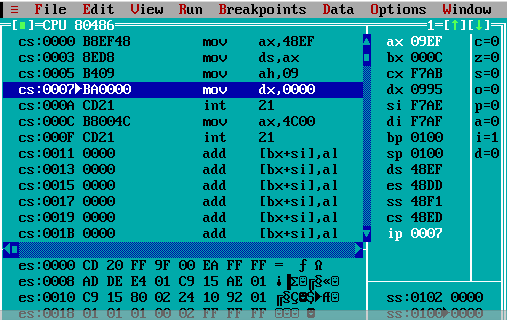 ≡ File Edit View Run Breakpoints Data Options Window
[■]=CPU 80486 1=[↑][↓]
cs:0000 B8EF48 mov ax,48EF ax 09EF c=0
cs:0003 8ED8 mov ds,ax bx 000C z=0
cs:0005 B409 mov ah,09 cx F7AB s=0
cs:0007►BA0000 mov dx,0000 dx 0995 o=0
cs:000A CD21 int 21 si F7AE p=0
cs:000C B8004C mov ax,4C00 di F7AF a=0
cs:000F CD21 int 21 bp 0100 i=1
cs:0011 0000 add [bx+si],al sp 0100 d=0
cs:0013 0000 add [bx+si],al ds 48EF
cs:0015 0000 add [bx+si],al es 48DD
cs:0017 0000 add [bx+si],al ss 48F1
cs:0019 0000 add [bx+si],al cs 48ED
cs:001B 0000 add [bx+si],al ip 0007
es:0000 CD 20 FF 9F 00 EA FF FF = ƒ Ω
es:0008 AD DE E4 01 C9 15 AE 01
es:0010 C9 15 80 02 24 10 92 01 ss:0102 0000
es:0018 01 01 01 00 02 FF FF FF ss:0100►0000